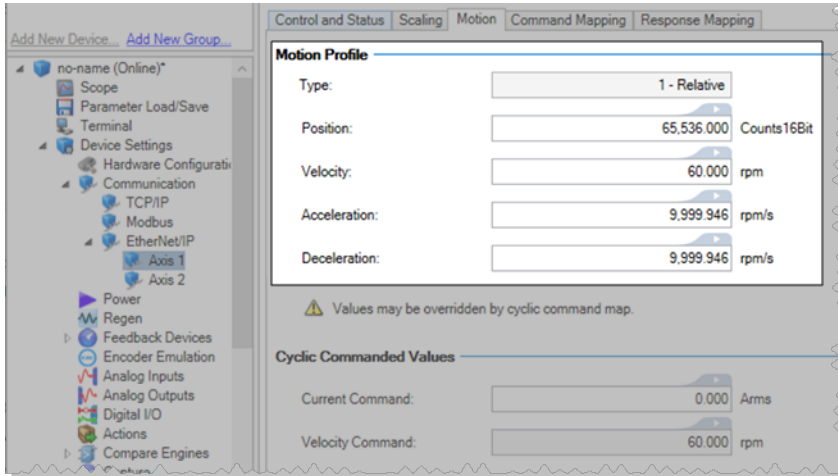 Add New Device... Add New Group...
no-name (Online)*
Scope
Parameter Load/Save
Terminal
Device Settings
Hardware Configurati
Communication
TCP/IP
Modbus
EtherNet/IP
Axis 1
Axis 2
Power
Regen
Feedback Devices
Encoder Emulation
Analog Inputs
Analog Outputs
Digital I/O
Actions
Compare Engines
Control and Status Scaling Motion Command Mapping Response Mapping
Motion Profile
Type: 1 - Relative
Position: 65,536.000 Counts16Bit
Velocity: 60.000 rpm
Acceleration: 9,999.946 rpm/s
Deceleration: 9,999.946 rpm/s
Values may be overridden by cyclic command map.
Cyclic Commanded Values
Current Command: 0.000 Arms
Velocity Command: 60.000 rpm